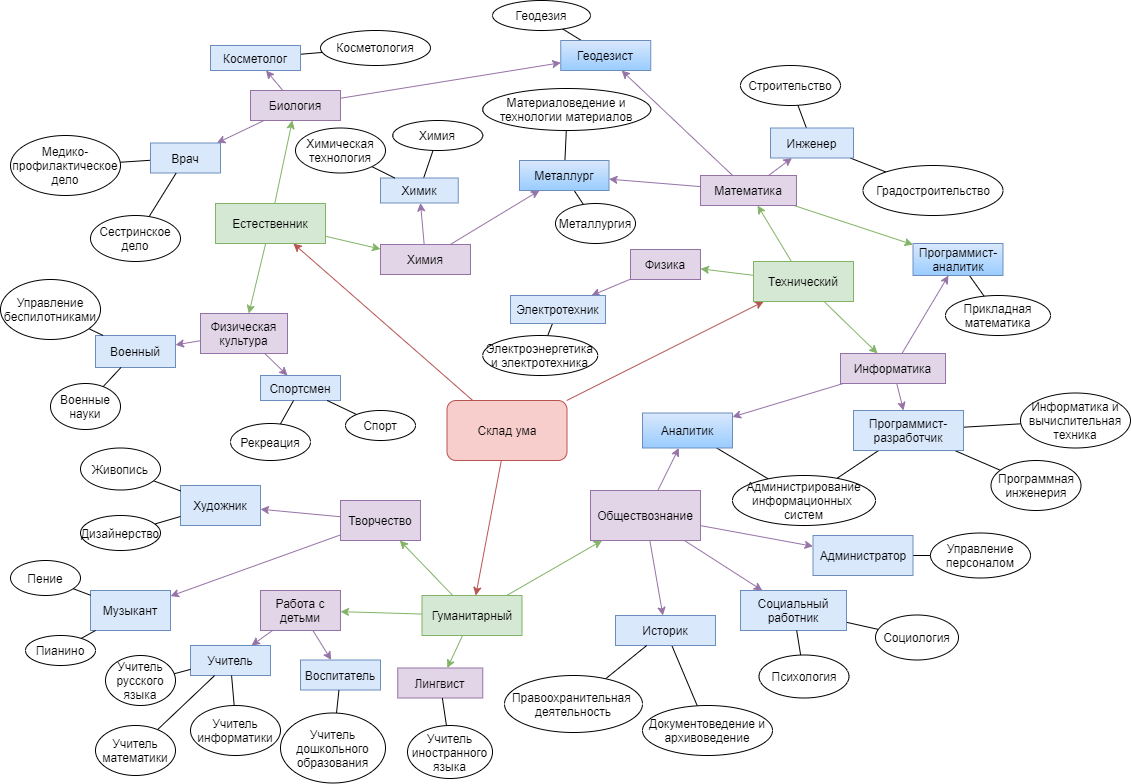 Геодезия
Косметолог
Косметология
Геодезист
Биология
Материаловедение и
технологии материалов
Строительство
Химическая
технология
Химия
Инженер
Медико-
профилактическое
дело
Врач
Химик
Металлург
Математика
Градостроительство
Сестринское
дело
Естественник
Металлургия
Химия
Физика
Технический
Программист-
аналитик
Управление
беспилотниками
Физическая
культура
Электротехник
Прикладная
математика
Военный
Электроэнергетика
и электротехника
Информатика
Военные
науки
Спортсмен
Рекреация
Спорт
Склад ума
Аналитик
Программист-
разработчик
Информатика и
вычислительная
техника
Живопись
Администрирование
информационных
систем
Программная
инженерия
Художник
Творчество
Обществознание
Дизайнерство
Администратор
Управление
персоналом
Пение
Музыкант
Работа с
детьми
Гуманитарный
Историк
Социальный
работник
Социология
Пианино
Учитель
Воспитатель
Лингвист
Психология
Учитель
русского
языка
Правоохранительная
деятельность
Учитель
математики
Учитель
информатики
Учитель
дошкольного
образования
Учитель
иностранного
языка
Документоведение и
архивоведение